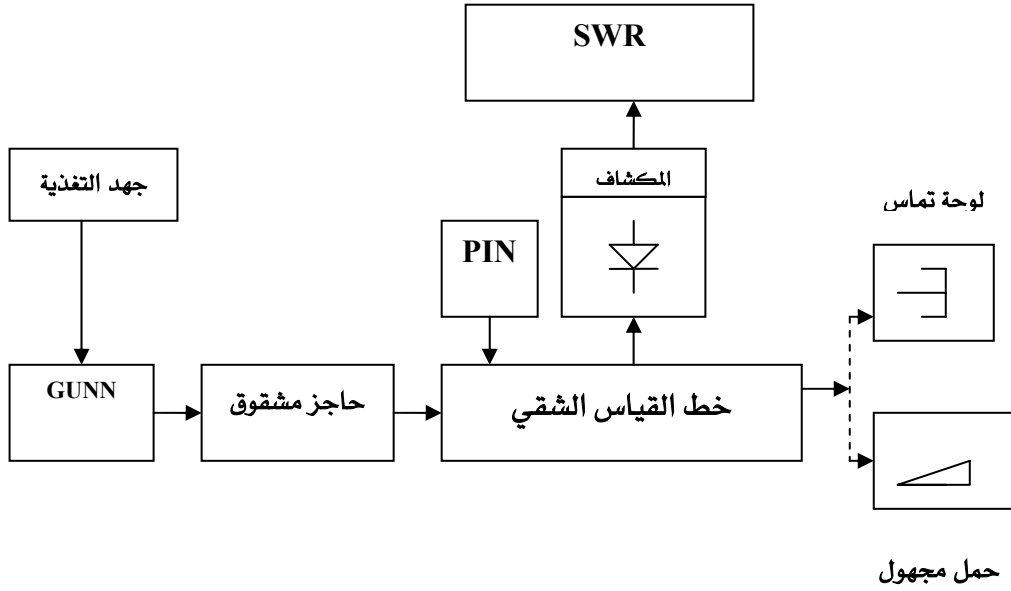 SWR
جهد التغذية
المكشاف
لوحة تماس
PIN
GUNN
حاجز مشقوق
خط القياس الشقي
حمل مجهول